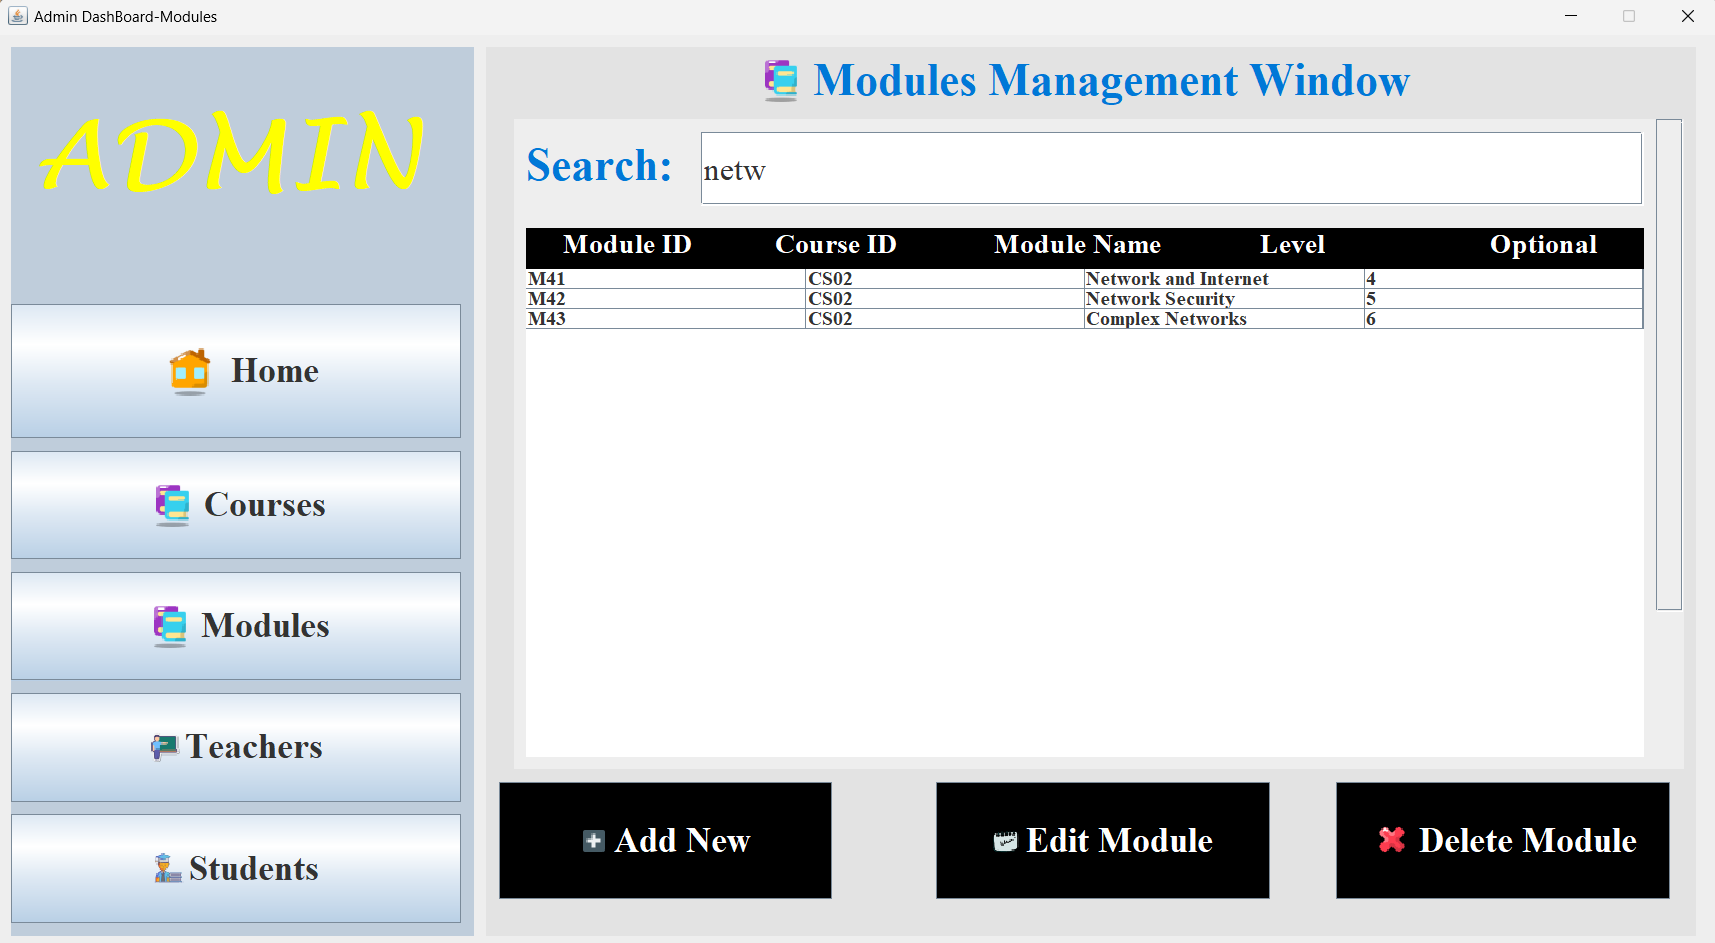 Admin DashBoard-Modules
ADMIN
Home
Courses
Modules
Teachers
Students
Modules Management Window
Search: netw
Module ID Course ID Module Name Level Optional
M41 CS02 Network and Internet 4
M42 CS02 Network Security 5
M43 CS02 Complex Networks 6
Add New Edit Module Delete Module